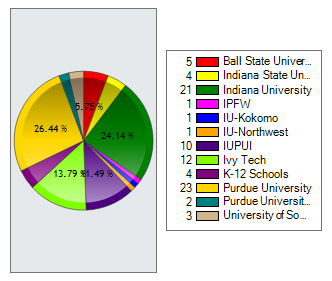 5.75 %
24.14 %
26.44 %
13.79 %
1.49 %
5 Ball State Univer...
4 Indiana State Un...
21 Indiana University
1 IPFW
1 IU-Kokomo
1 IU-Northwest
10 IUPUI
12 Ivy Tech
4 K-12 Schools
23 Purdue University
2 Purdue Universit...
3 University of So...